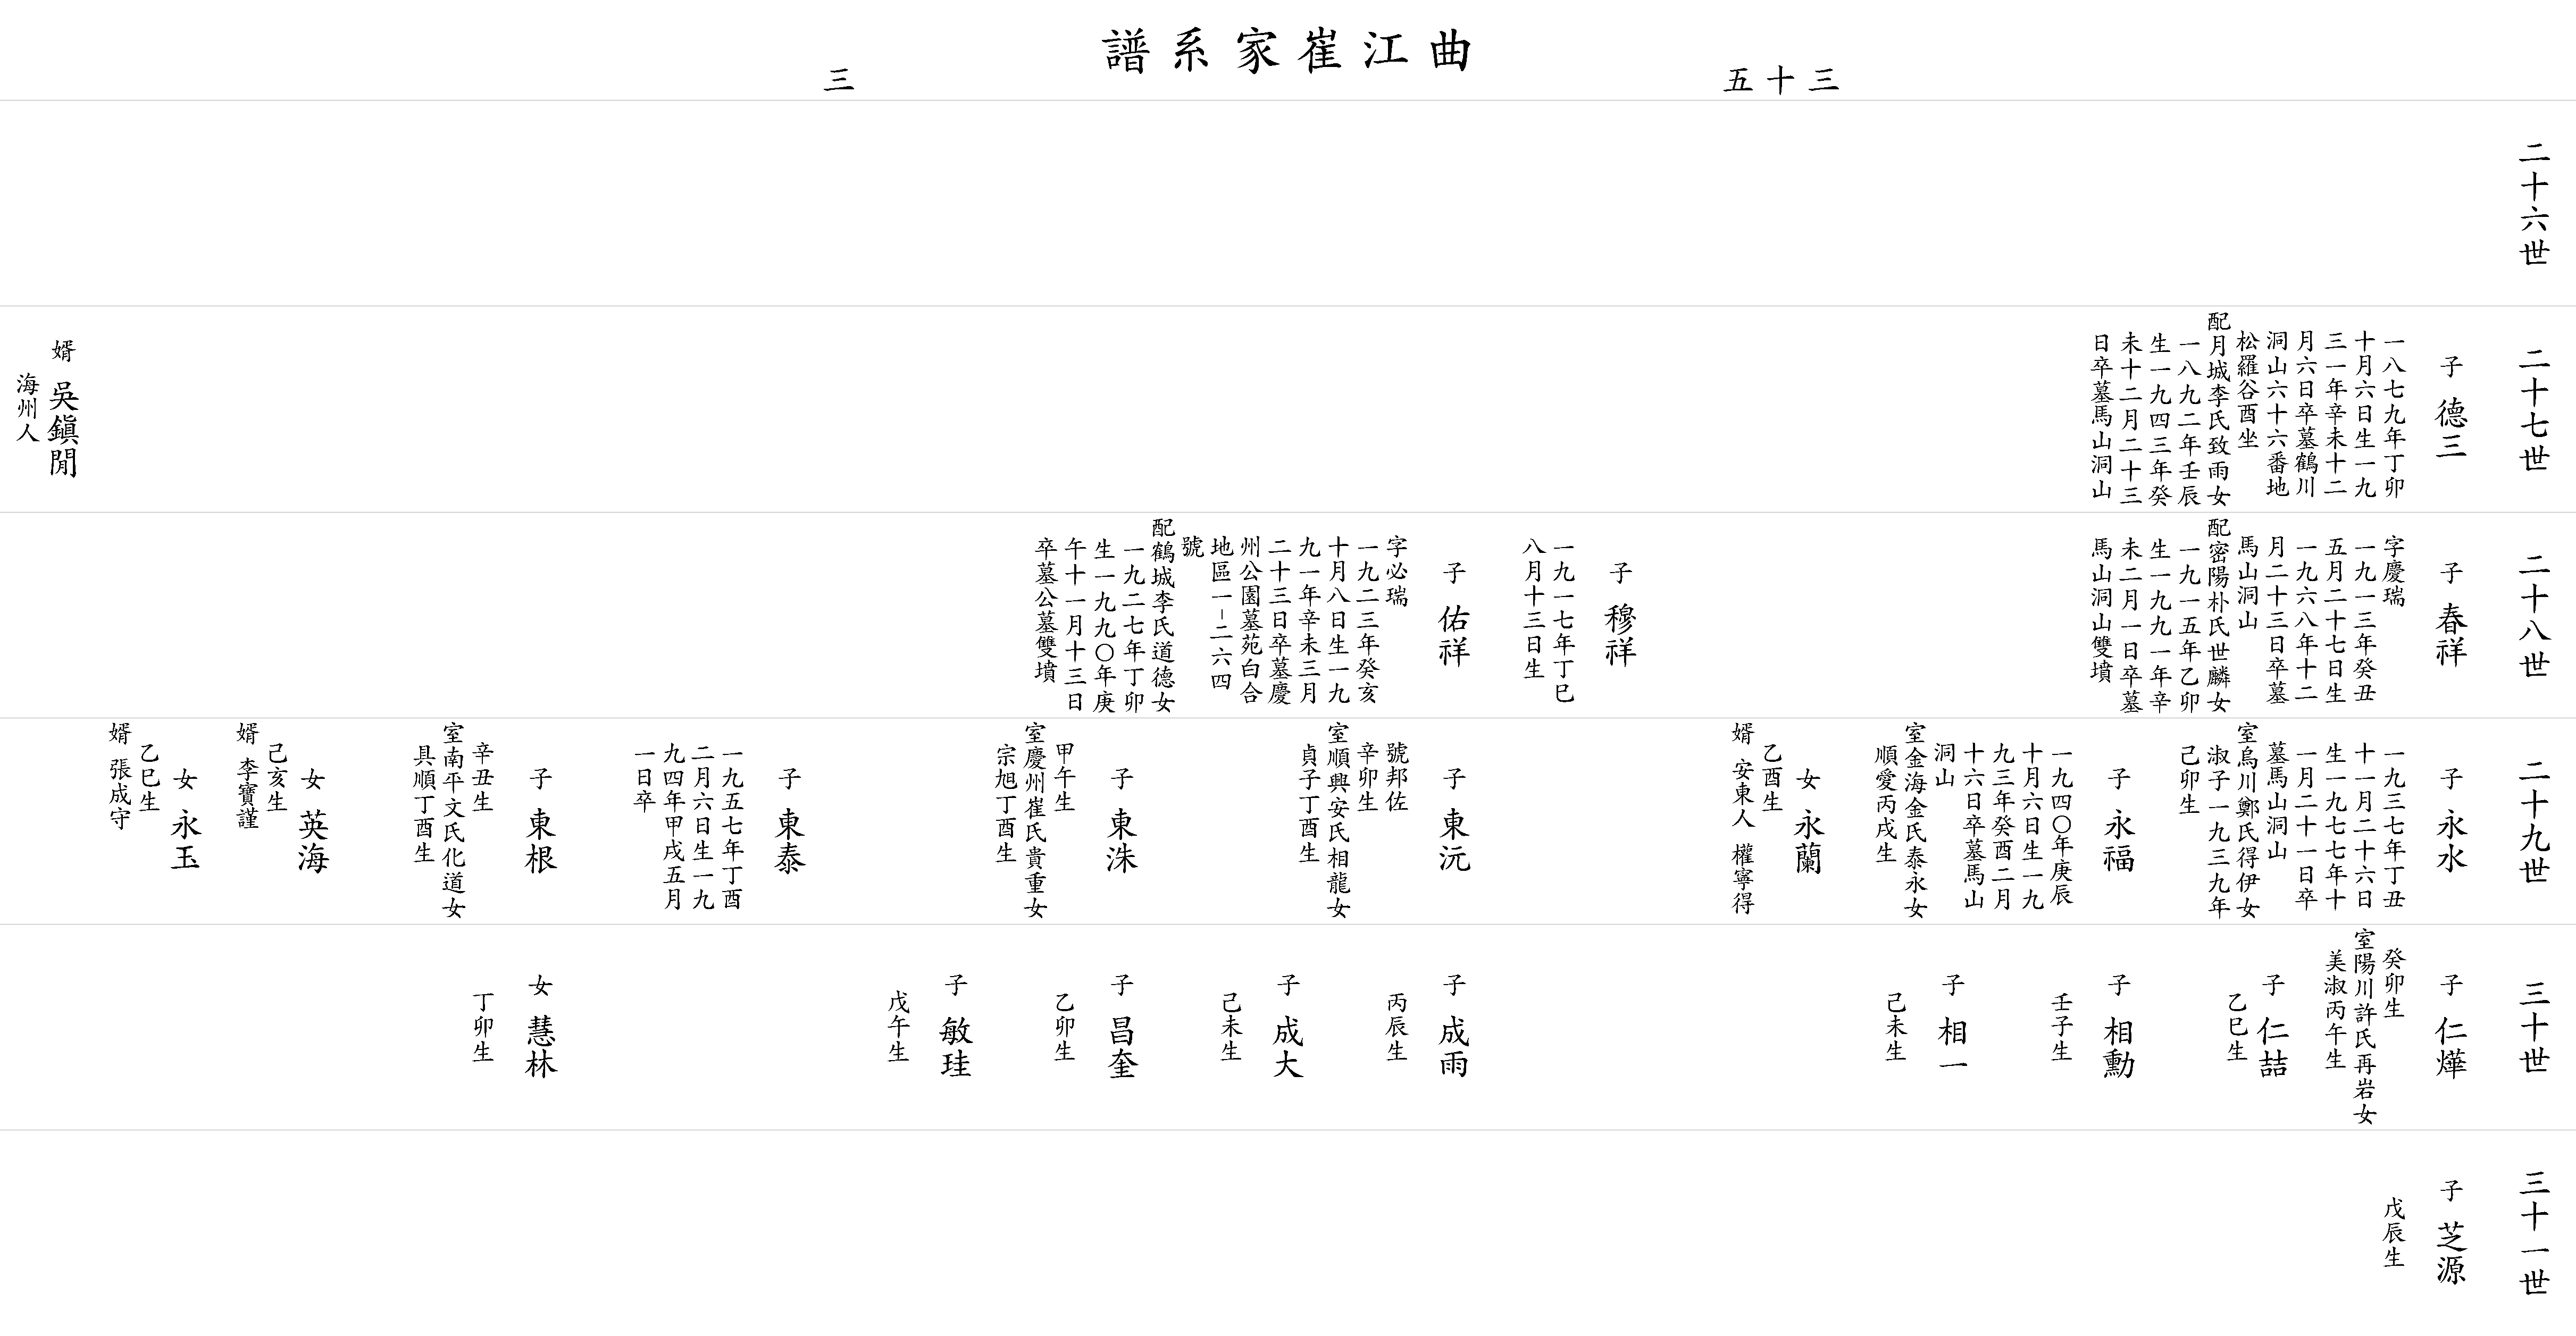 曲江崔家系譜
三十五
三
二十六世
二十七世
子 德三
一八七九年丁卯
十月六日生一九
三一年辛未十二
月六日卒墓鶴川
洞山六十六番地
松羅谷酉坐
配月城李氏致雨女
一八九二年壬辰
生一九四三年癸
未十二月二十三
日卒墓馬山洞山
婿 吳鎭閒
海州人
二十八世
子 春祥
字慶瑞
一九一三年癸丑
五月二十七日生
一九六八年十二
月二十三日卒墓
馬山洞山
配密陽朴氏世麟女
一九一五年乙卯
生一九九一年辛
未二月一日卒墓
馬山洞山雙墳
子 穆祥
一九一七年丁巳
八月十三日生
子 佑祥
字必瑞
一九二三年癸亥
十月八日生一九
九一年辛未三月
二十三日卒墓慶
州公園墓苑白合
地區一－二六四
號
配鶴城李氏道德女
一九二七年丁卯
生一九九〇年庚
午十一月十三日
卒墓公墓雙墳
二十九世
子 永水
一九三七年丁丑
十一月二十六日
生一九七七年十
一月二十一日卒
墓馬山洞山
室烏川鄭氏得伊女
淑子一九三九年
己卯生
子 永福
一九四〇年庚辰
十月六日生一九
九三年癸酉二月
十六日卒墓馬山
洞山
室金海金氏泰永女
順愛丙戌生
女 永蘭
乙酉生
婿 安東人 權寧得
子 東沅
號邦佐
辛卯生
室順興安氏相龍女
貞子丁酉生
子 東洙
甲午生
室慶州崔氏貴重女
宗旭丁酉生
子 東泰
一九五七年丁酉
二月六日生一九
九四年甲戌五月
一日卒
子 東根
辛丑生
室南平文氏化道女
具順丁酉生
女 英海
己亥生
婿 李寶謹
女 永玉
乙巳生
婿 張成守
三十世
子 仁燁
癸卯生
室陽川許氏再岩女
美淑丙午生
子 仁喆
乙巳生
子 相勳
壬子生
子 相一
己未生
子 成雨
丙辰生
子 成大
己未生
子 昌奎
乙卯生
子 敏珪
戊午生
女 慧林
丁卯生
三十一世
子 芝源
戊辰生